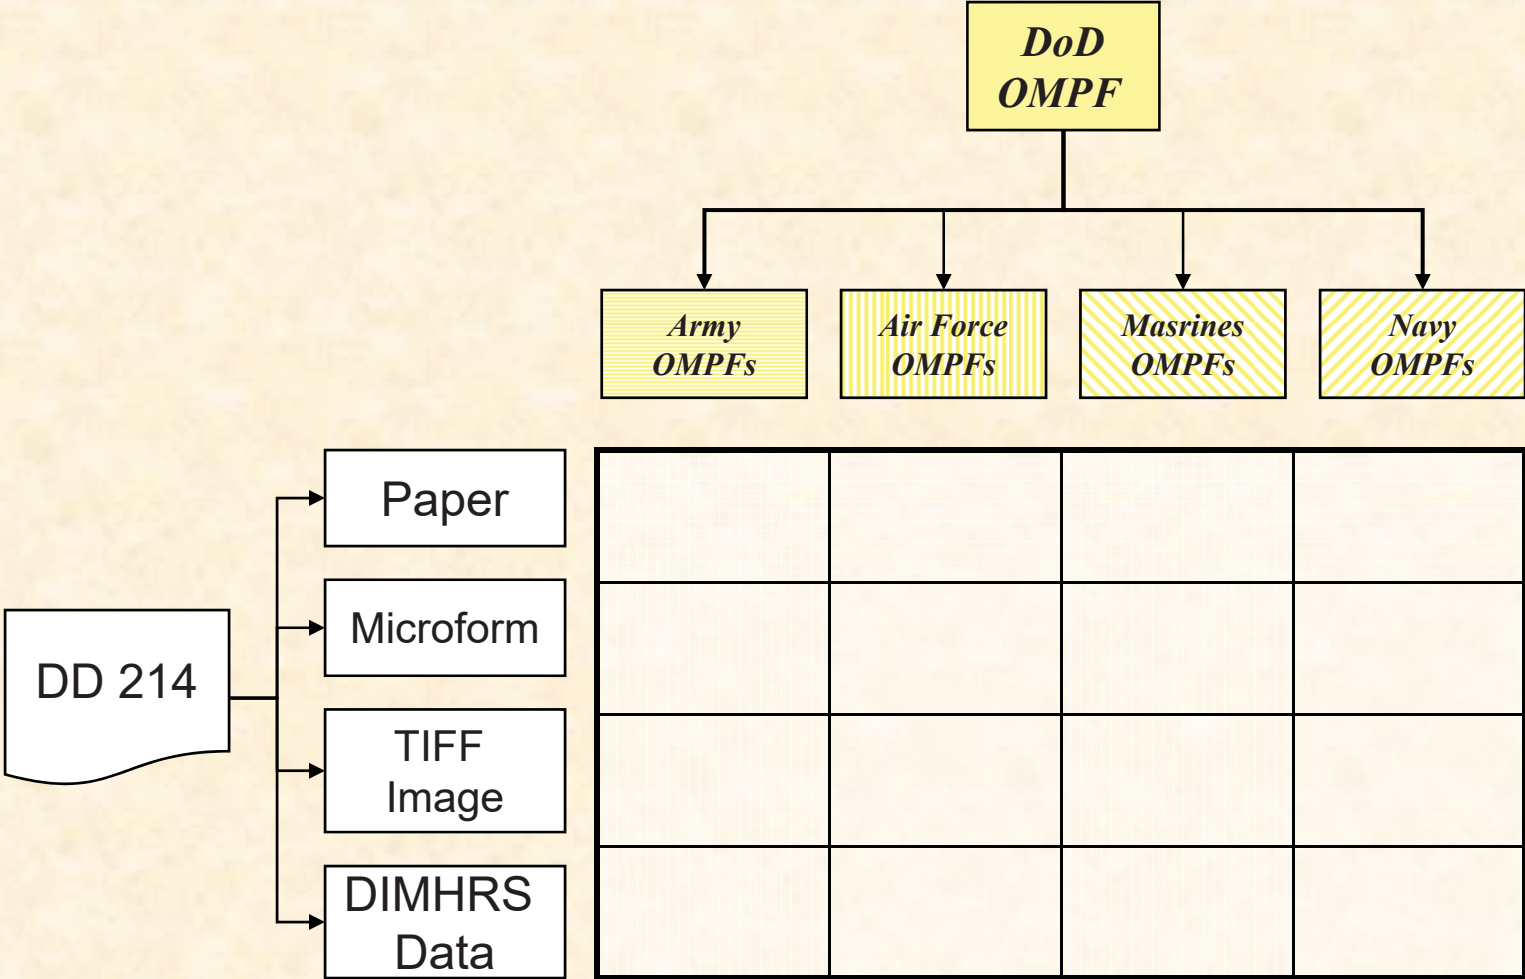 DoD
OMPF
Army
OMPFs
Air Force
OMPFs
Masrines
OMPFs
Navy
OMPFs
Paper
Microform
DD 214
TIFF
Image
DIMHRS
Data